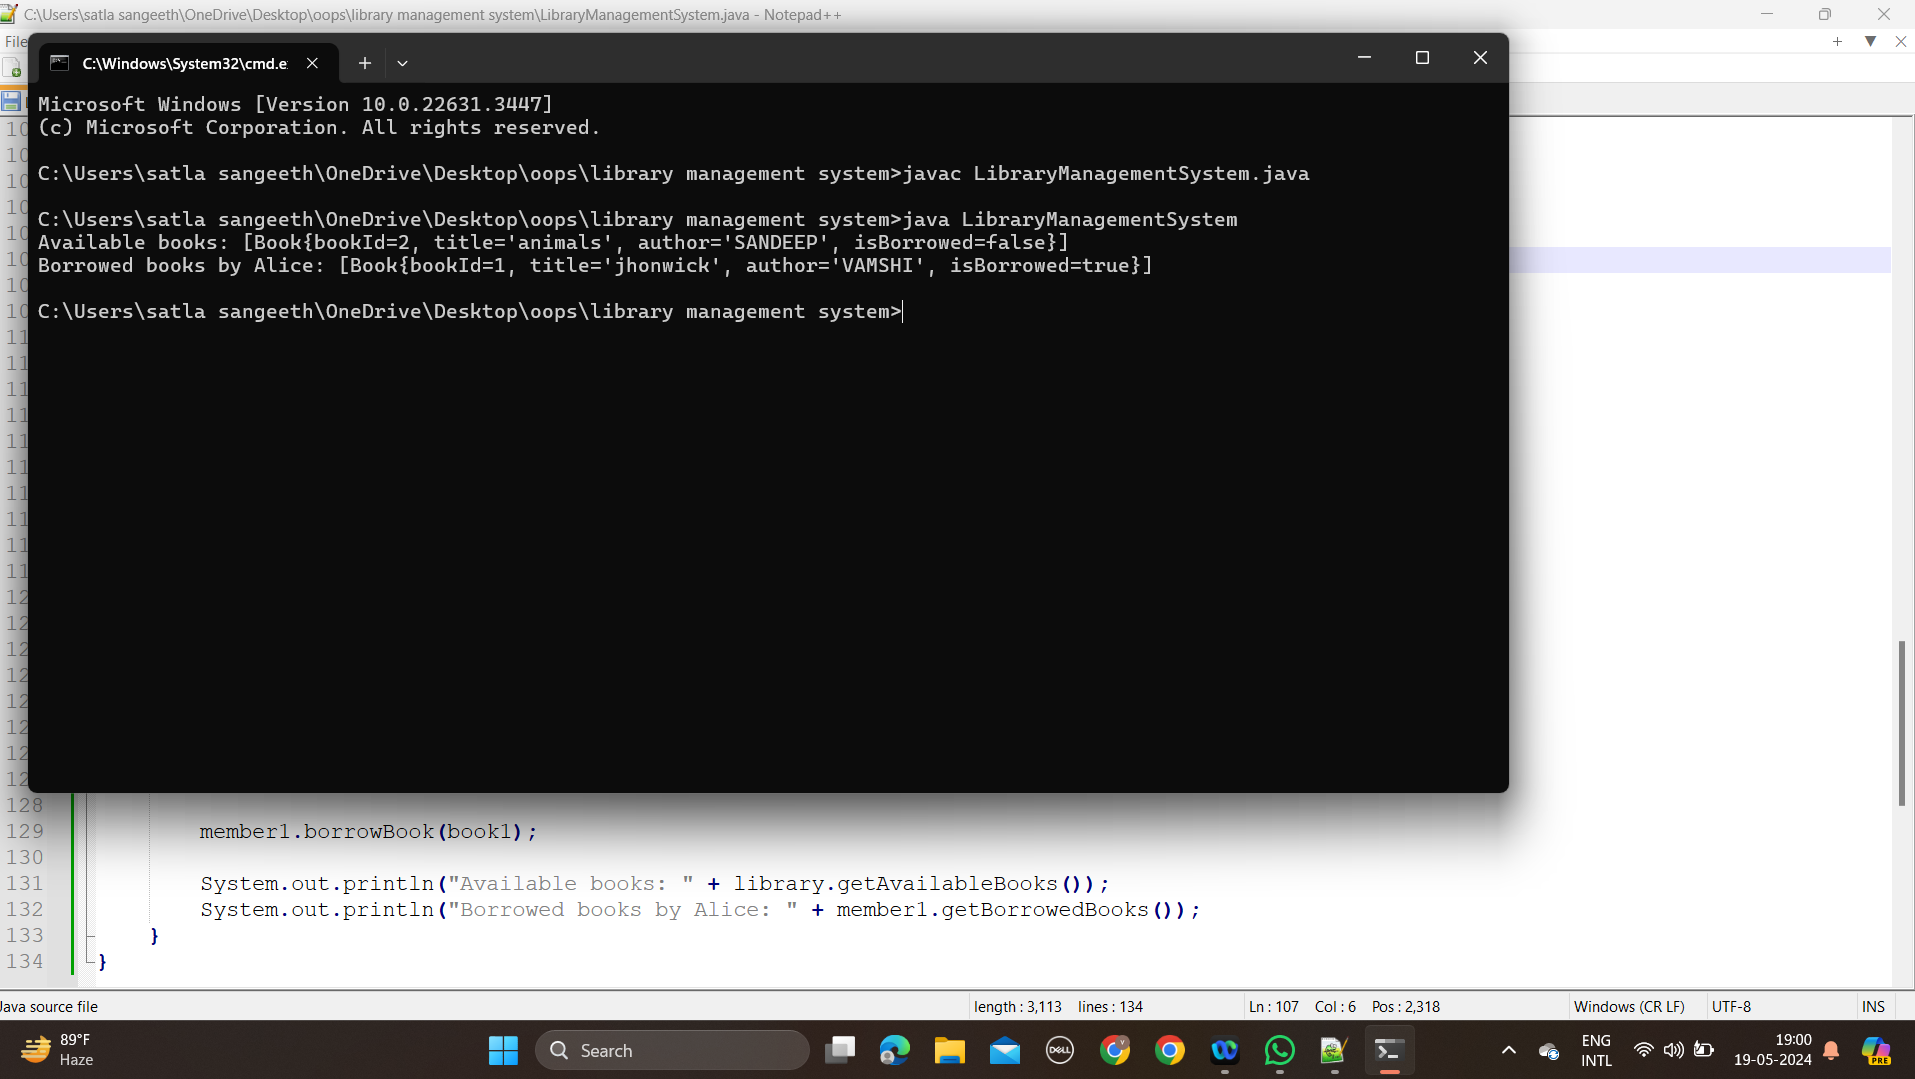 C:\Users\satla sangeeth\OneDrive\Desktop\oops\library management system\LibraryManagementSystem.java - Notepad++
File
C:\Windows\System32\cmd.e
Microsoft Windows [Version 10.0.22631.3447]
(c) Microsoft Corporation. All rights reserved.
C:\Users\satla sangeeth\OneDrive\Desktop\oops\library management system>javac LibraryManagementSystem.java
C:\Users\satla sangeeth\OneDrive\Desktop\oops\library management system>java LibraryManagementSystem
Available books: [Book{bookId=2, title='animals', author='SANDEEP', isBorrowed=false}]
Borrowed books by Alice: [Book{bookId=1, title='jhonwick', author='VAMSHI', isBorrowed=true}]
C:\Users\satla sangeeth\OneDrive\Desktop\oops\library management system>
128
129 member1.borrowBook(book1);
130
131 System.out.println("Available books: " + library.getAvailableBooks());
132 System.out.println("Borrowed books by Alice: " + member1.getBorrowedBooks());
133 }
134 }
Java source file length : 3,113 lines : 134 Ln : 107 Col : 6 Pos : 2,318 Windows (CR LF) UTF-8 INS
89°F
Haze
Search
DELL
ENG
INTL
19:00
19-05-2024
PRE